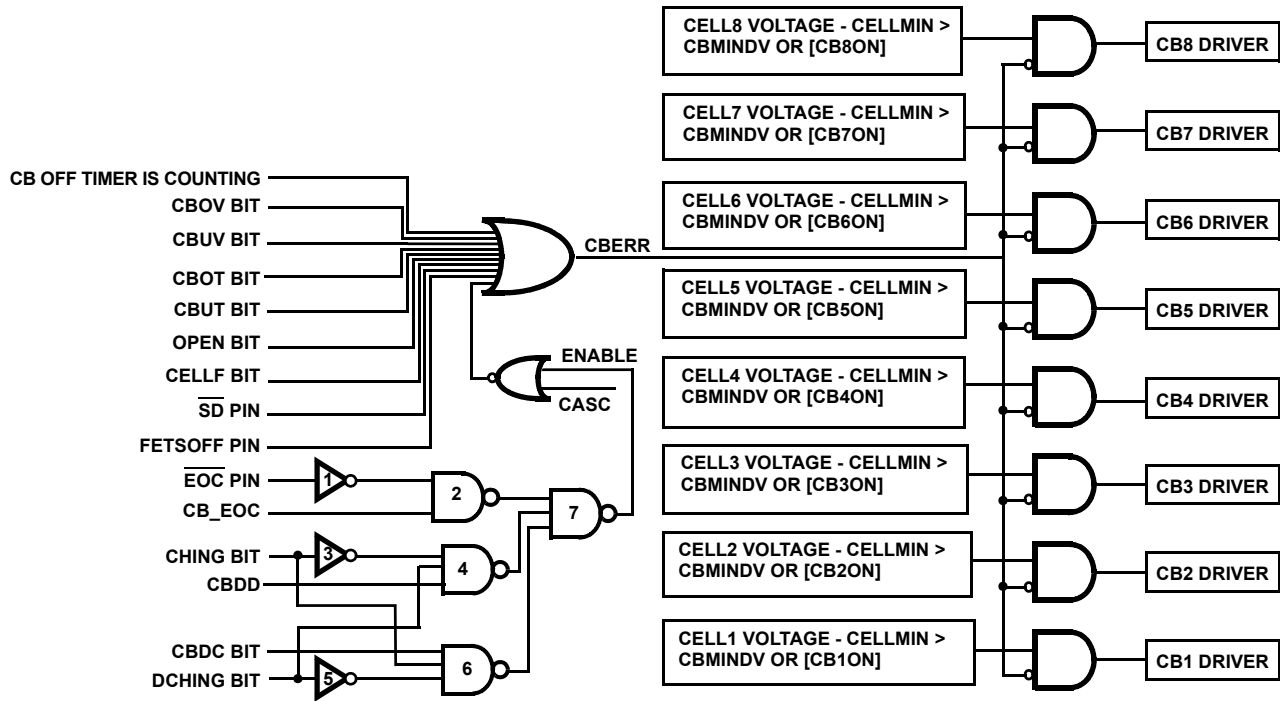 CB OFF TIMER IS COUNTING
CBOV BIT
CBUV BIT
CBOT BIT
CBUT BIT
OPEN BIT
CELLF BIT
SD PIN
FETSOFF PIN
EOC PIN
CB_EOC
CHING BIT
CBDD
CBDC BIT
DCHING BIT
1
2
3
4
5
6
7
CBERR
ENABLE
CASC
CELL8 VOLTAGE - CELLMIN >
CBMINDV OR [CB8ON]
CB8 DRIVER
CELL7 VOLTAGE - CELLMIN >
CBMINDV OR [CB7ON]
CB7 DRIVER
CELL6 VOLTAGE - CELLMIN >
CBMINDV OR [CB6ON]
CB6 DRIVER
CELL5 VOLTAGE - CELLMIN >
CBMINDV OR [CB5ON]
CB5 DRIVER
CELL4 VOLTAGE - CELLMIN >
CBMINDV OR [CB4ON]
CB4 DRIVER
CELL3 VOLTAGE - CELLMIN >
CBMINDV OR [CB3ON]
CB3 DRIVER
CELL2 VOLTAGE - CELLMIN >
CBMINDV OR [CB2ON]
CB2 DRIVER
CELL1 VOLTAGE - CELLMIN >
CBMINDV OR [CB1ON]
CB1 DRIVER